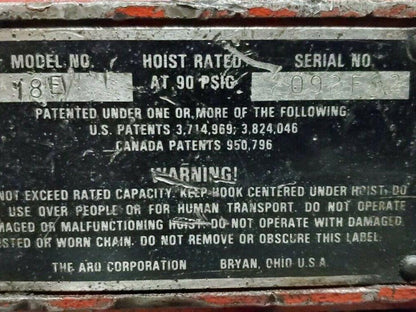 MODEL NO. HOIST RATED SERIAL NO.
AT 90 PSIG
PATENTED UNDER ONE OR MORE OF THE FOLLOWING:
U.S. PATENTS 3,714,969; 3,824,046
CANADA PATENTS 950,796
WARNING!
NOT EXCEED RATED CAPACITY. KEEP HOOK CENTERED UNDER HOIST. DO
USE OVER PEOPLE OR FOR HUMAN TRANSPORT. DO NOT OPERATE
MAGED OR MALFUNCTIONING HOIST. DO NOT OPERATE WITH DAMAGED,
ISTED OR WORN CHAIN. DO NOT REMOVE OR OBSCURE THIS LABEL.
THE ARO CORPORATION BRYAN, OHIO U.S.A.